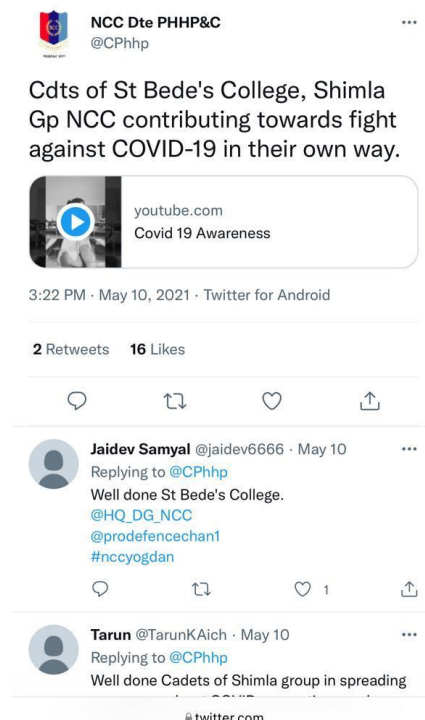 NCC Dte PHHP&C
@CPhhp
Cdts of St Bede's College, Shimla
Gp NCC contributing towards fight
against COVID-19 in their own way.
youtube.com
Covid 19 Awareness
3:22 PM · May 10, 2021 · Twitter for Android
2 Retweets 16 Likes
Jaidev Samyal @jaidev6666 · May 10
Replying to @CPhhp
Well done St Bede's College.
@HQ_DG_NCC
@prodefencechan1
#nccyogdan
1
Tarun @TarunKAich · May 10
Replying to @CPhhp
Well done Cadets of Shimla group in spreading
twitter.com